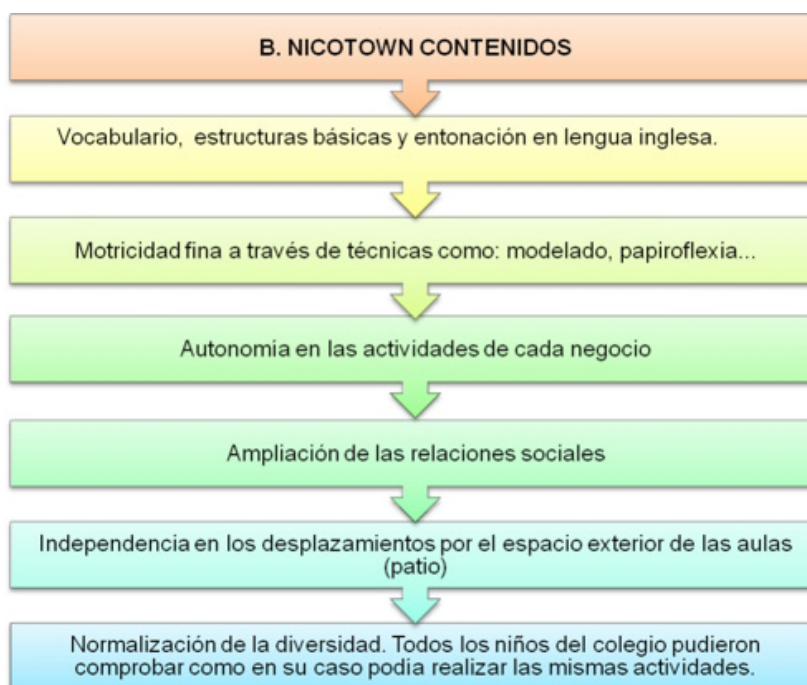 B. NICOTOWN CONTENIDOS
Vocabulario, estructuras básicas y entonación en lengua inglesa.
Motricidad fina a través de técnicas como: modelado, papiroflexia...
Autonomía en las actividades de cada negocio
Ampliación de las relaciones sociales
Independencia en los desplazamientos por el espacio exterior de las aulas
(patio)
Normalización de la diversidad. Todos los niños del colegio pudieron
comprobar como en su caso podía realizar las mismas actividades.